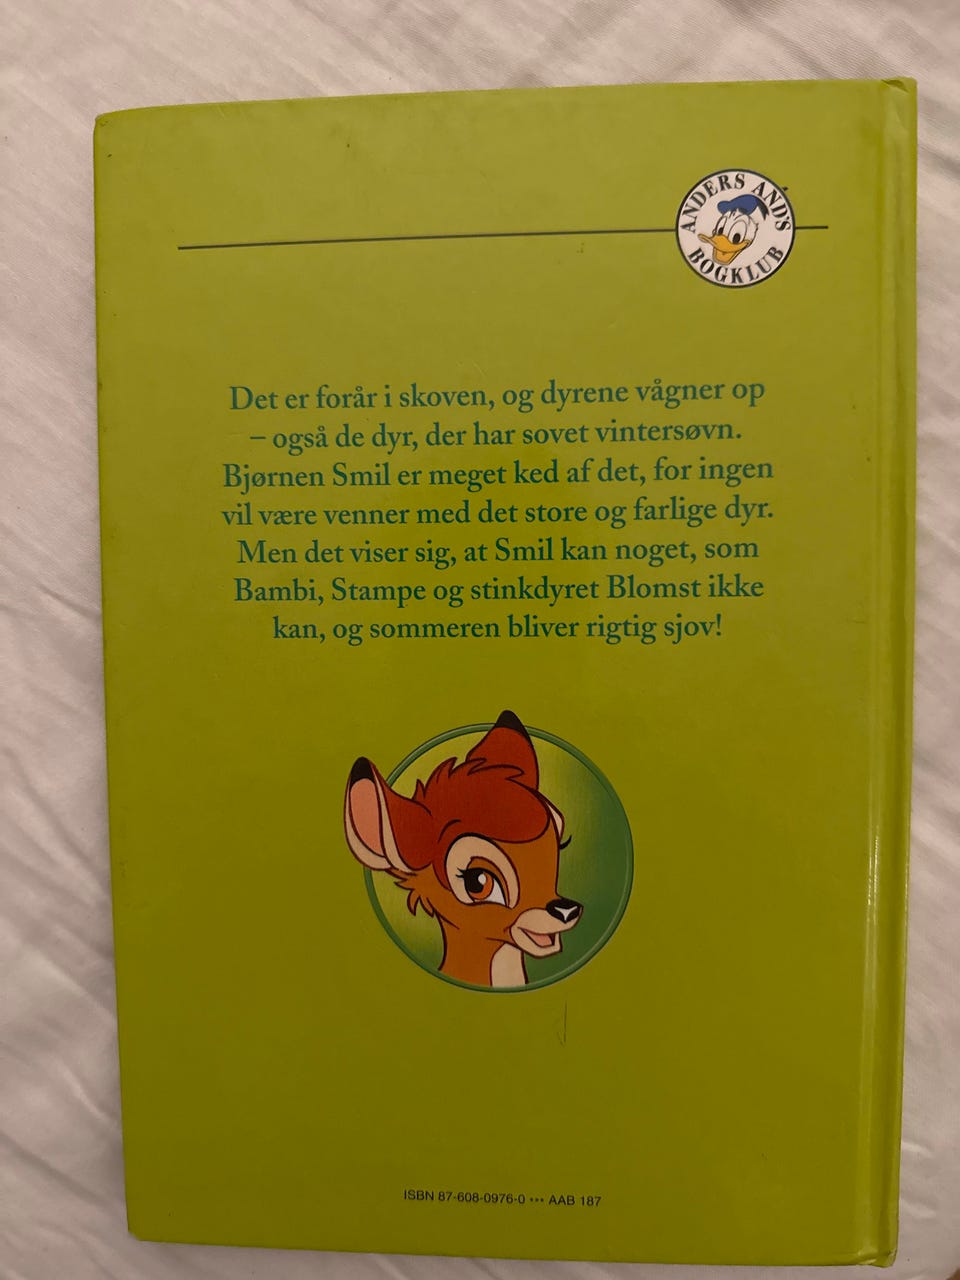 ANDERS AND'S
BOGKLUB
Det er forår i skoven, og dyrene vågner op
– også de dyr, der har sovet vintersøvn.
Bjørnen Smil er meget ked af det, for ingen
vil være venner med det store og farlige dyr.
Men det viser sig, at Smil kan noget, som
Bambi, Stampe og stinkdyret Blomst ikke
kan, og sommeren bliver rigtig sjov!
ISBN 87-608-0976-0 ••• AAB 187